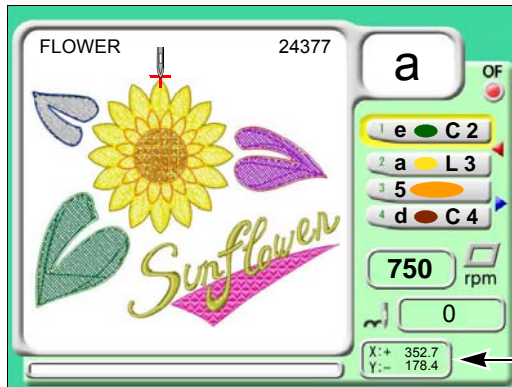 FLOWER 24377
a
OF
1 e C 2
2 a L 3
3 5
4 d C 4
750 rpm
0
X:+ 352.7
Y:- 178.4
Sunflower